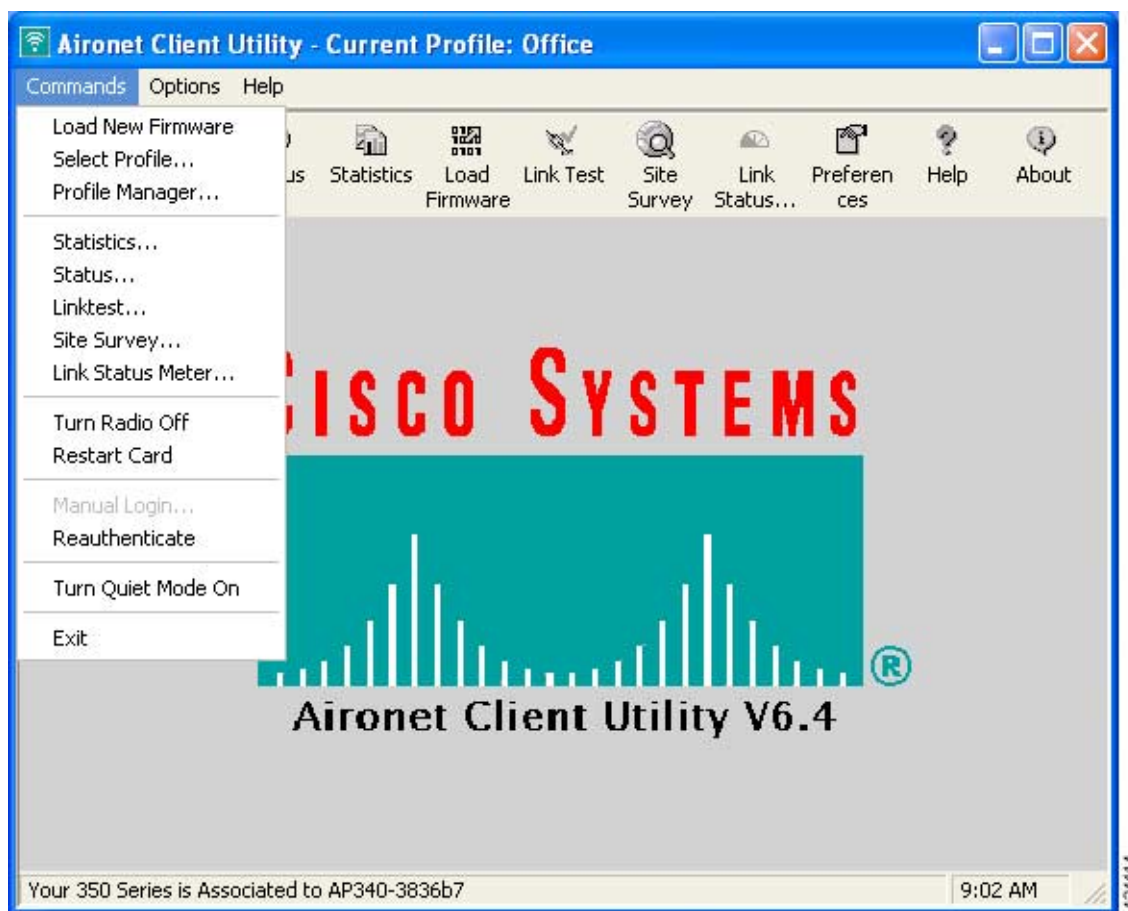 Aironet Client Utility - Current Profile: Office
Commands Options Help
Load New Firmware
Select Profile...
Profile Manager...
Statistics...
Status...
Linktest...
Site Survey...
Link Status Meter...
Turn Radio Off
Restart Card
Manual Login...
Reauthenticate
Turn Quiet Mode On
Exit
us Statistics Load Firmware Link Test Site Survey Link Status... Preferen ces Help About
CISCO SYSTEMS
®
Aironet Client Utility V6.4
Your 350 Series is Associated to AP340-3836b7 9:02 AM